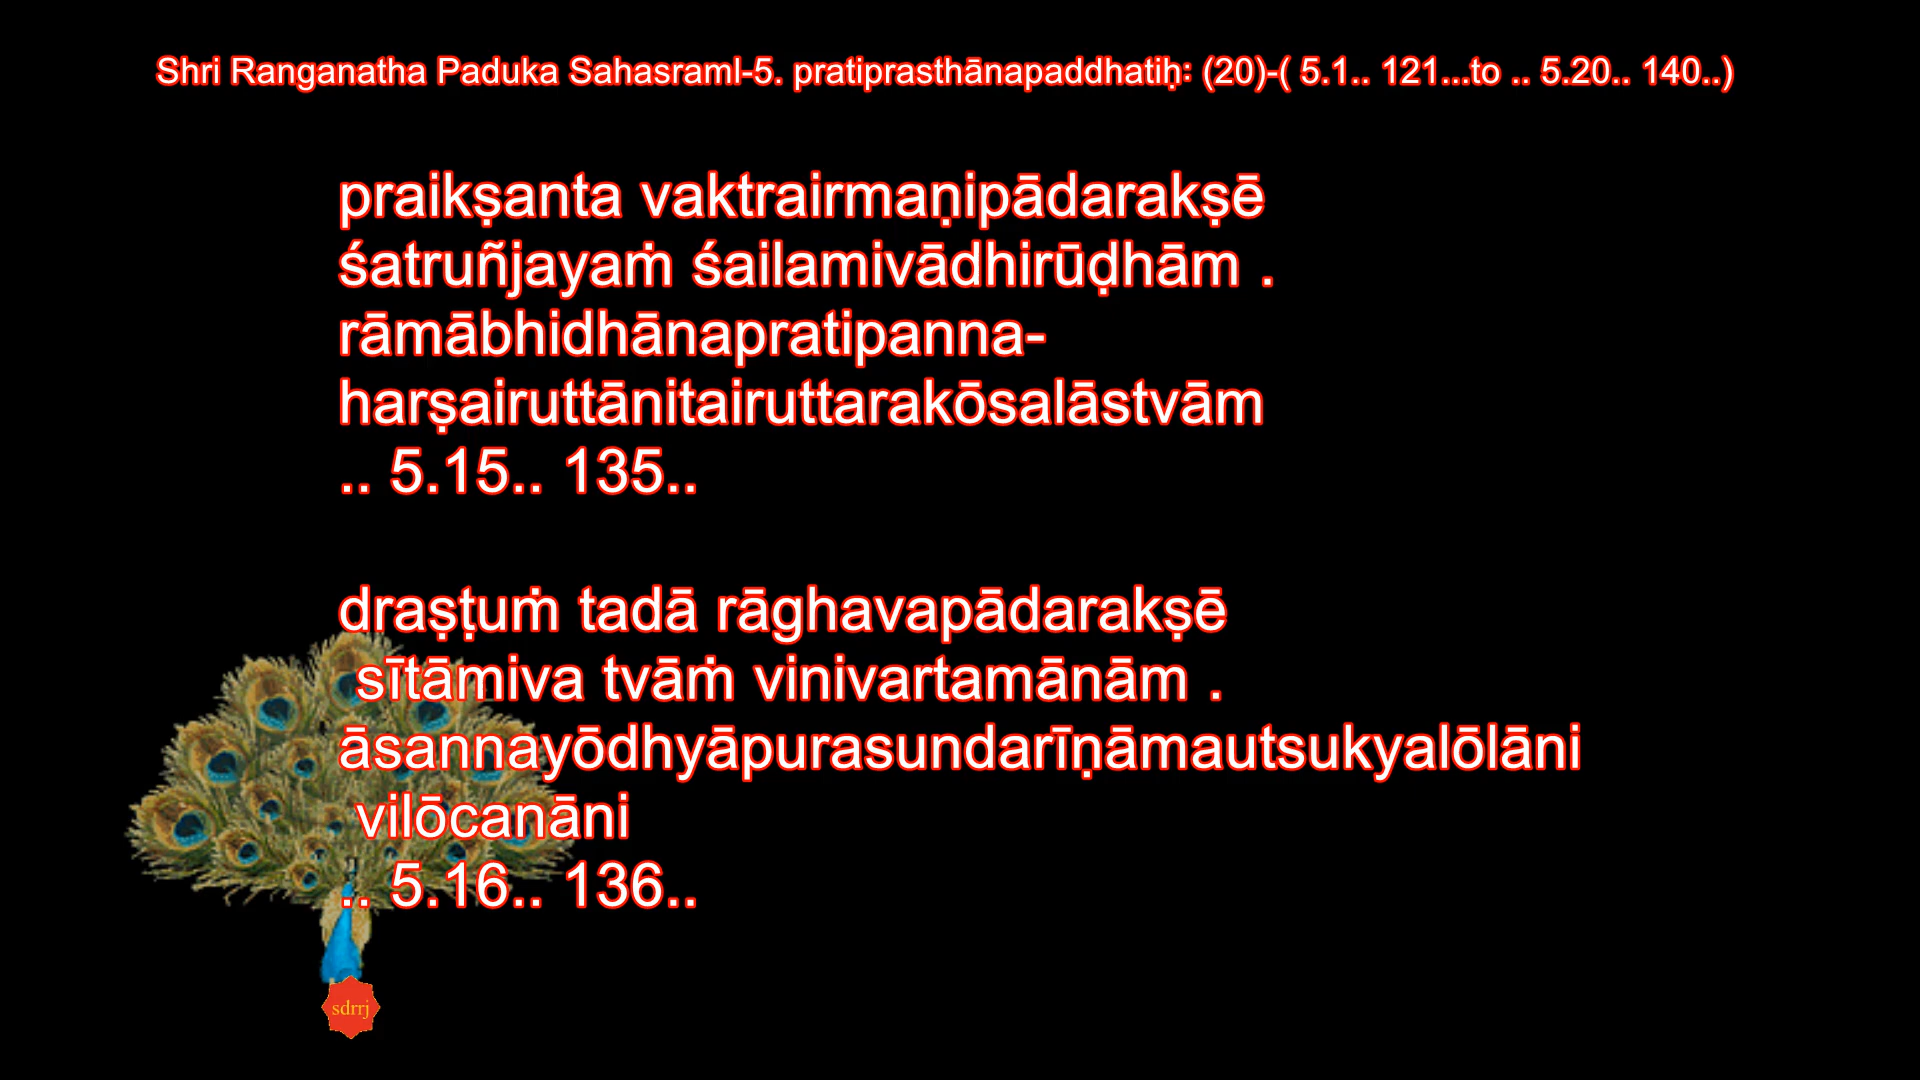 Shri Ranganatha Paduka Sahasraml-5. pratiprasthānapaddhatiḥ: (20)-( 5.1.. 121...to .. 5.20.. 140..)
praikṣanta vaktrairmaṇipādarakṣē
śatruñjayaṁ śailamivādhirūḍhām .
rāmābhidhānapratipanna-
harṣairuttānitairuttarakōsalāstvām
.. 5.15.. 135..
draṣṭuṁ tadā rāghavapādarakṣē
sītāmiva tvāṁ vinivartamānām .
āsannayōdhyāpurasundarīṇāmautsukyalōlāni
vilōcanāni
.. 5.16.. 136..
sdrrj